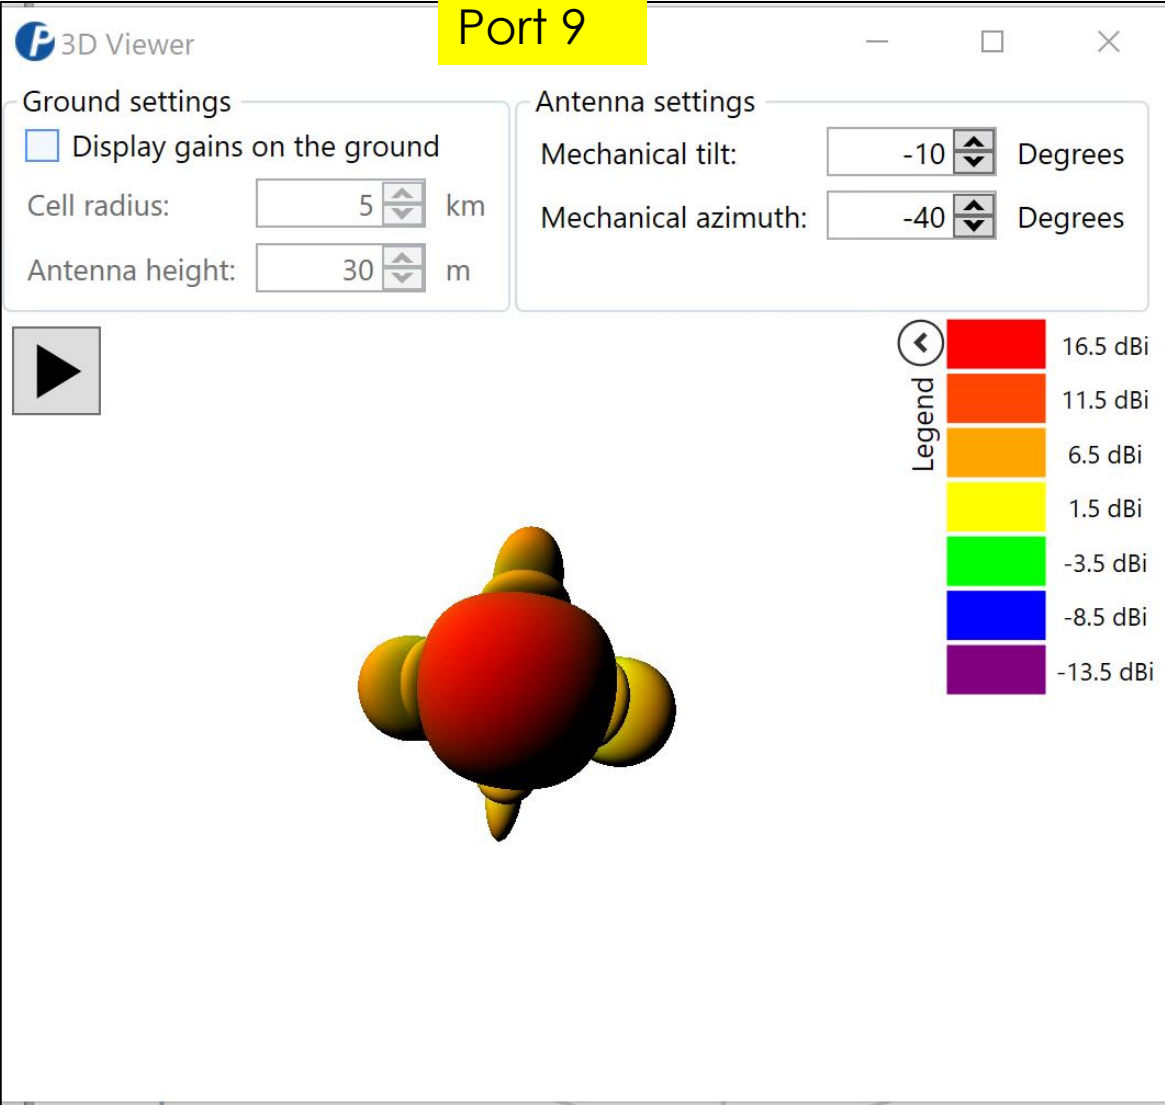 Port 9
3D Viewer
Ground settings
Display gains on the ground
Cell radius: 5 km
Antenna height: 30 m
Antenna settings
Mechanical tilt: -10 Degrees
Mechanical azimuth: -40 Degrees
Legend
16.5 dBi
11.5 dBi
6.5 dBi
1.5 dBi
-3.5 dBi
-8.5 dBi
-13.5 dBi